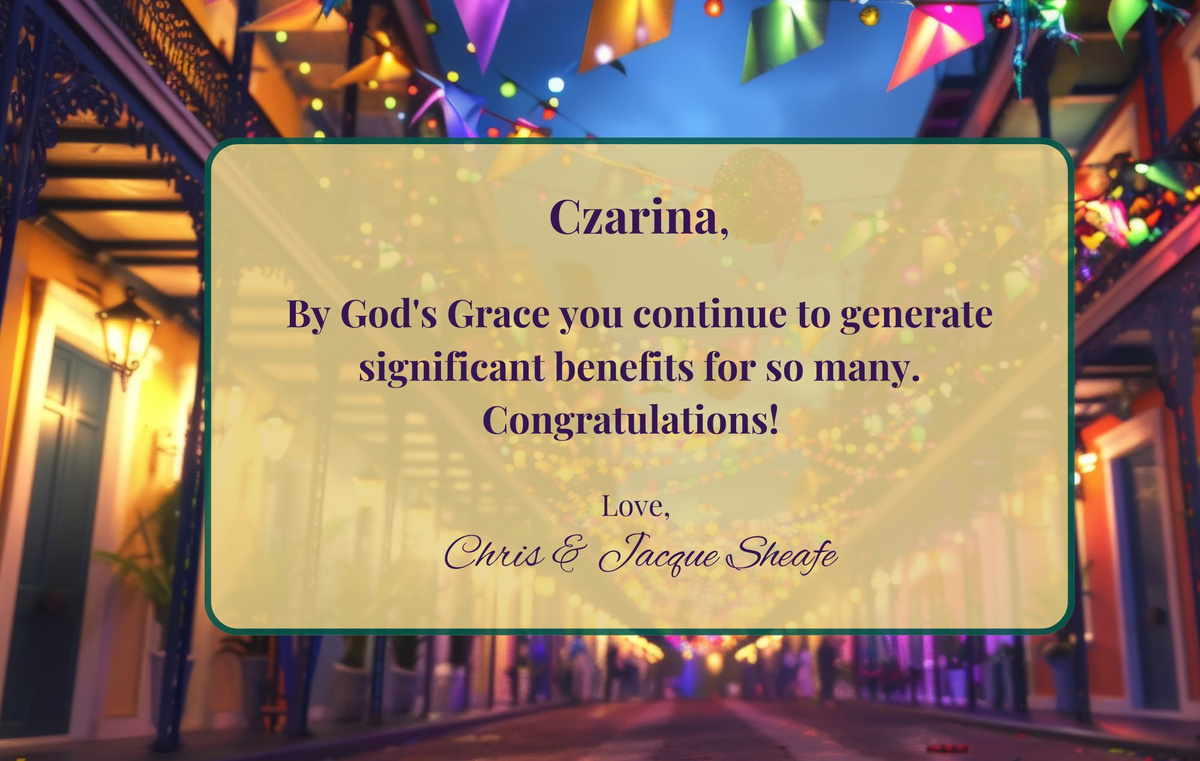 Czarina,
By God's Grace you continue to generate
significant benefits for so many.
Congratulations!
Love,
Chris & Jacque Sheafe